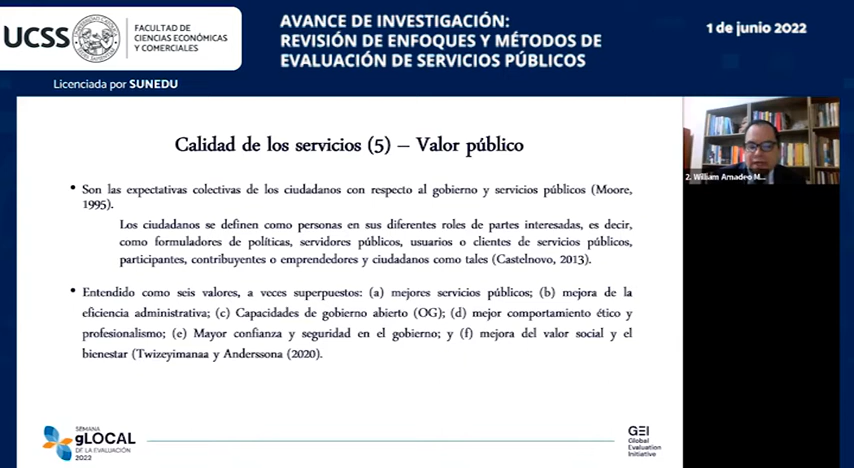 UCSS
FACULTAD DE
CIENCIAS ECONÓMICAS
Y COMERCIALES
Licenciada por SUNEDU
AVANCE DE INVESTIGACIÓN:
REVISIÓN DE ENFOQUES Y MÉTODOS DE
EVALUACIÓN DE SERVICIOS PÚBLICOS
1 de junio 2022
Calidad de los servicios (5) – Valor público
• Son las expectativas colectivas de los ciudadanos con respecto al gobierno y servicios públicos (Moore,
1995).
Los ciudadanos se definen como personas en sus diferentes roles de partes interesadas, es decir,
como formuladores de políticas, servidores públicos, usuarios o clientes de servicios públicos,
participantes, contribuyentes o emprendedores y ciudadanos como tales (Castelnovo, 2013).
• Entendido como seis valores, a veces superpuestos: (a) mejores servicios públicos; (b) mejora de la
eficiencia administrativa; (c) Capacidades de gobierno abierto (OG); (d) mejor comportamiento ético y
profesionalismo; (e) Mayor confianza y seguridad en el gobierno; y (f) mejora del valor social y el
bienestar (Twizeyimanaa y Anderssona (2020).
2. William Amadeo M...
SEMANA
gLOCAL
DE LA EVALUACIÓN
2022
GEI
Global
Evaluation
Initiative